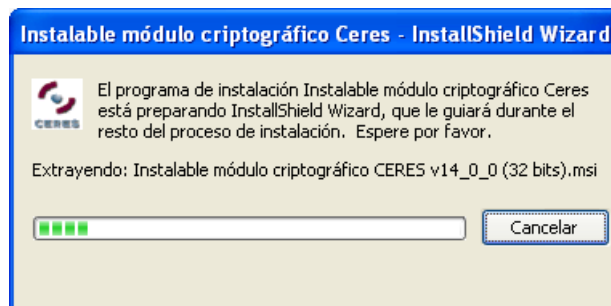 Instalable módulo criptográfico Ceres - InstallShield Wizard
El programa de instalación Instalable módulo criptográfico Ceres
está preparando InstallShield Wizard, que le guiará durante el
resto del proceso de instalación. Espere por favor.
CERES
Extrayendo: Instalable módulo criptográfico CERES v14_0_0 (32 bits).msi
Cancelar